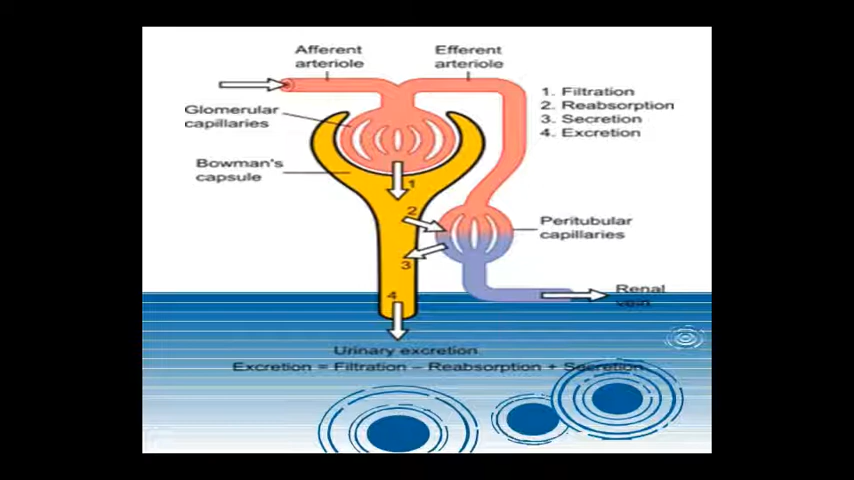 Afferent
arteriole
Efferent
arteriole
1. Filtration
2. Reabsorption
3. Secretion
4. Excretion
Glomerular
capillaries
Bowman's
capsule
1
2
Peritubular
capillaries
3
4
Renal
vein
Urinary excretion
Excretion = Filtration – Reabsorption + Secretion